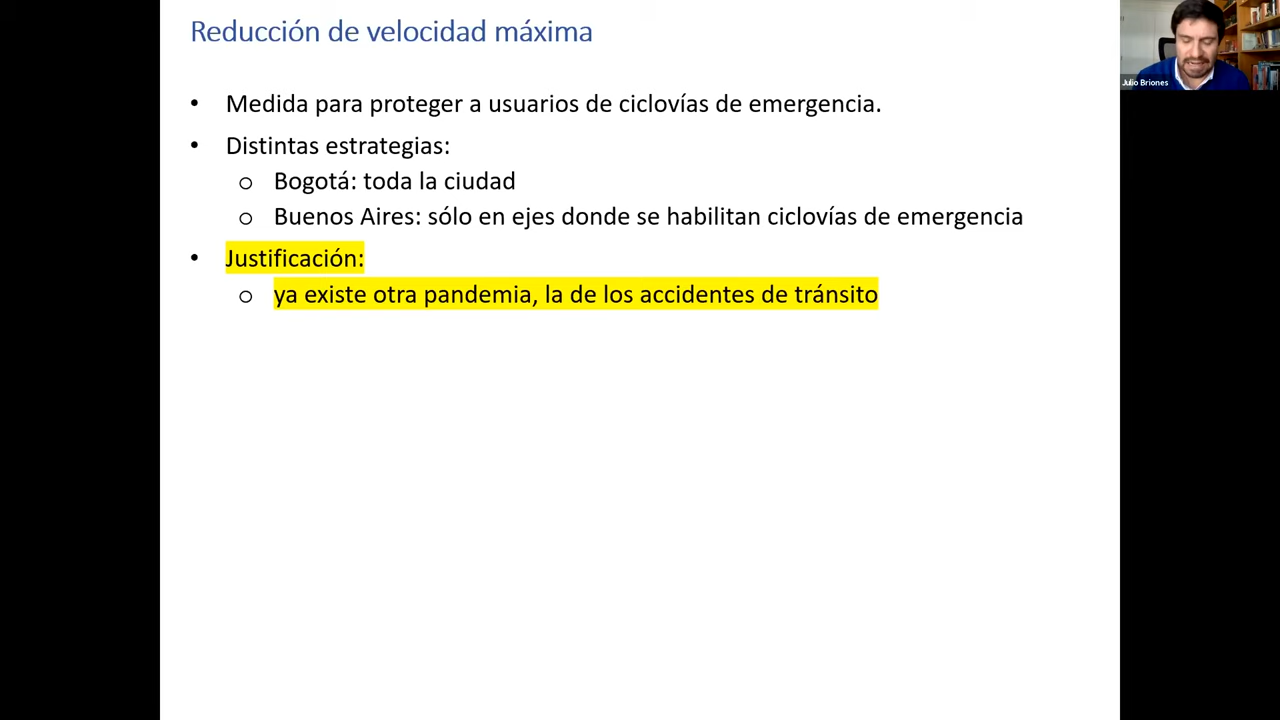 Reducción de velocidad máxima
• Medida para proteger a usuarios de ciclovías de emergencia.
• Distintas estrategias:
o Bogotá: toda la ciudad
o Buenos Aires: sólo en ejes donde se habilitan ciclovías de emergencia
• Justificación:
o ya existe otra pandemia, la de los accidentes de tránsito
Julio Briones